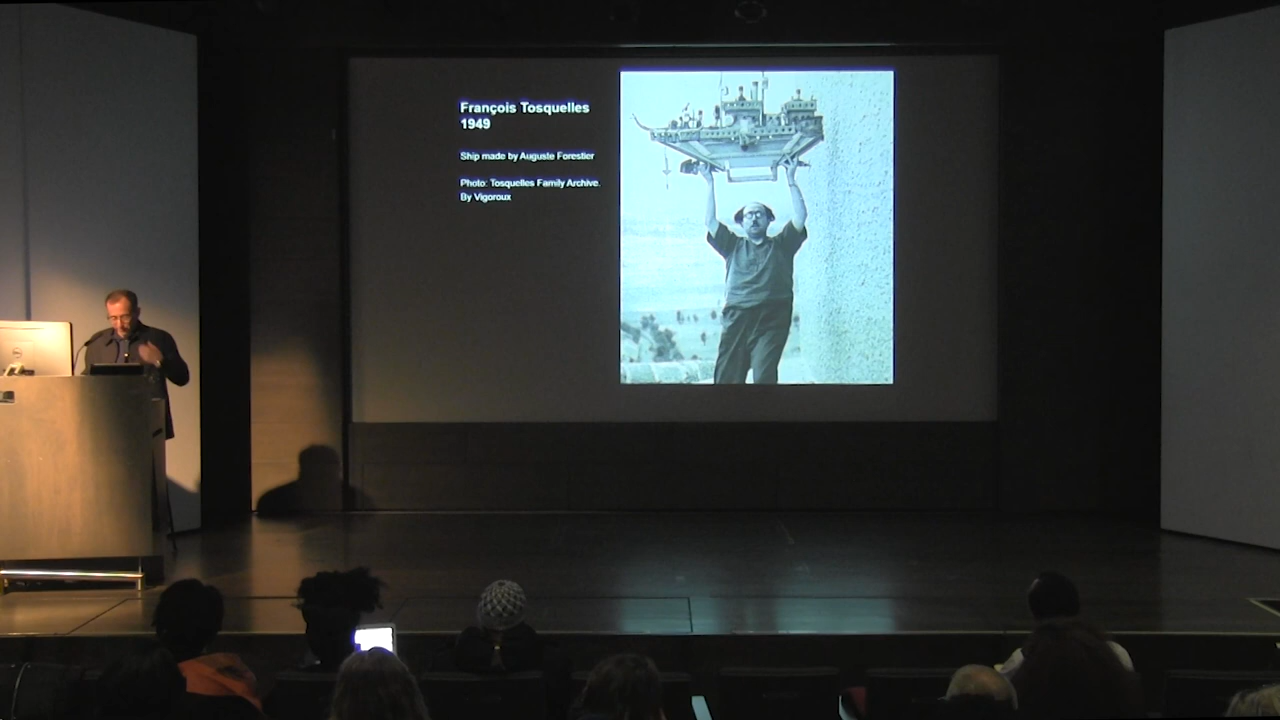 François Tosquelles
1949
Ship made by Auguste Forestier
Photo: Tosquelles Family Archive.
By Vigoroux